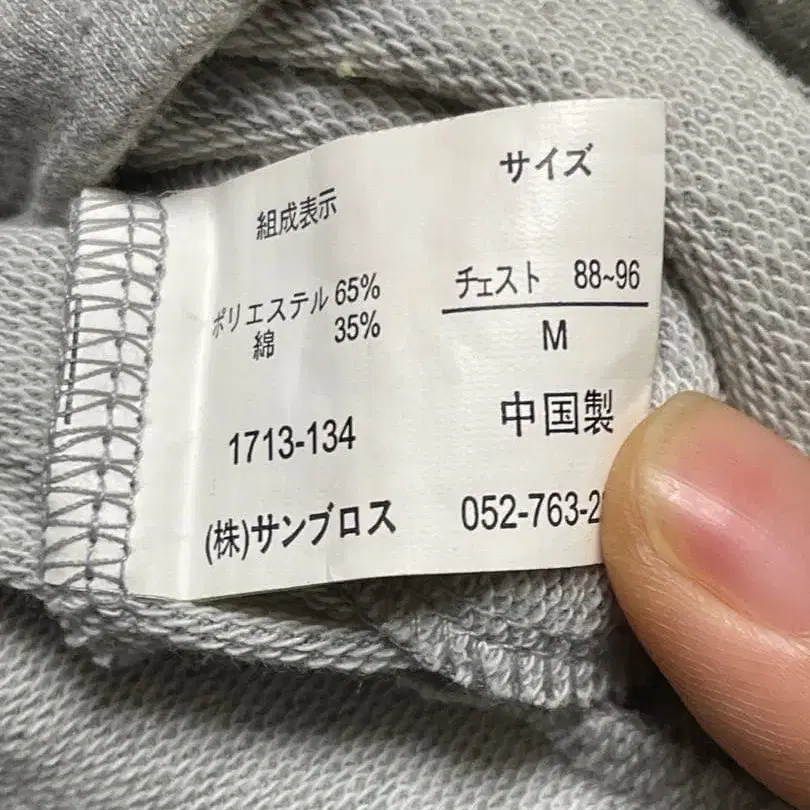 組成表示
ポリエステル 65%
綿 35%
1713-134
(株)サンブロス
サイズ
チェスト 88~96
M
中国製
052-763-2